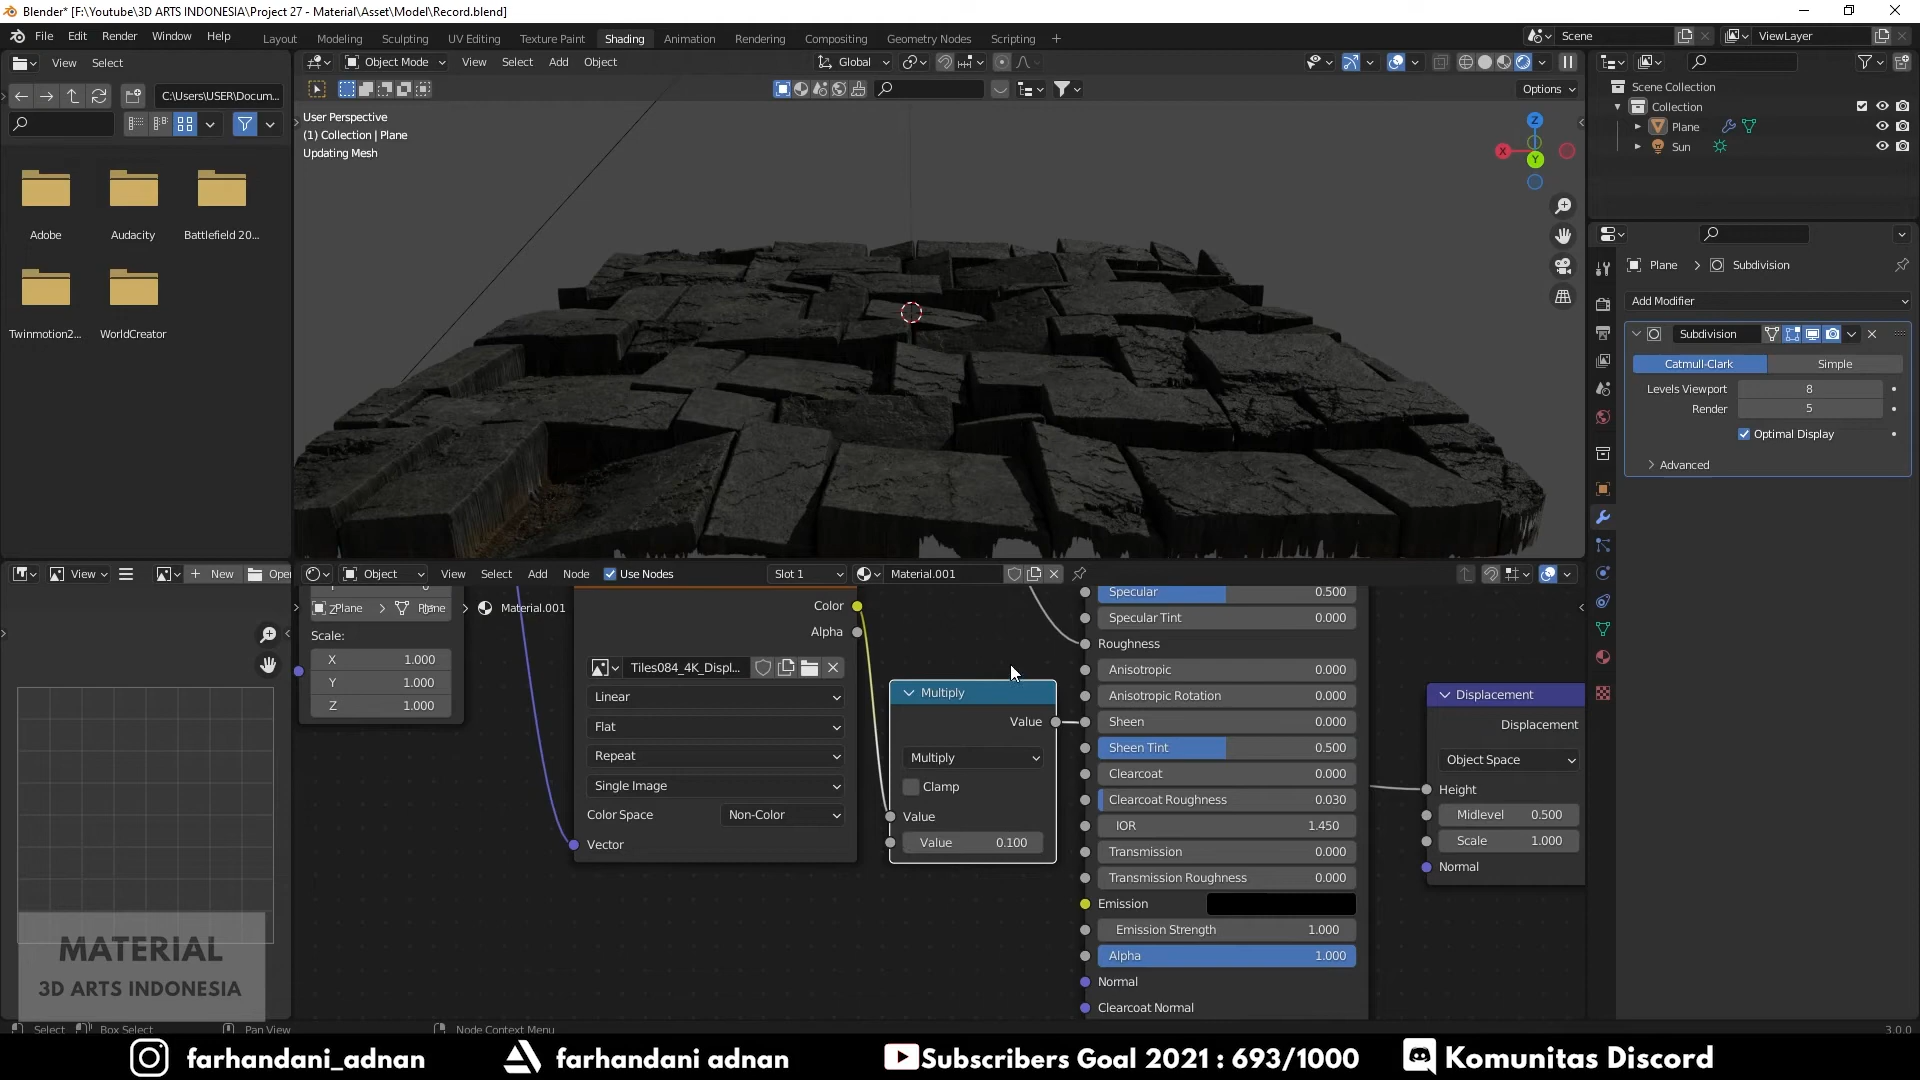 Blender* [F:\Youtube\3D ARTS INDONESIA\Project 27 - Material\Asset\Model\Record.blend]
File Edit Render Window Help
Layout Modeling Sculpting UV Editing Texture Paint Shading Animation Rendering Compositing Geometry Nodes Scripting +
Scene
ViewLayer
View Select
C:\Users\USER\Docum...
Adobe
Audacity
Battlefield 20...
Twinmotion2...
WorldCreator
Object Mode View Select Add Object
Global
Options
User Perspective
(1) Collection | Plane
Updating Mesh
Z
X
Y
Scene Collection
Collection
Plane
Sun
Plane > Subdivision
Add Modifier
Subdivision
Catmull-Clark Simple
Levels Viewport 8
Render 5
Optimal Display
Advanced
View
New
Open
Object View Select Add Node Use Nodes
Slot 1
Material.001
Plane > Plane > Material.001
Scale:
X 1.000
Y 1.000
Z 1.000
Color
Alpha
Tiles084_4K_Displ...
Linear
Flat
Repeat
Single Image
Color Space Non-Color
Vector
Multiply
Value
Multiply
Clamp
Value
Value 0.100
Specular 0.500
Specular Tint 0.000
Roughness
Anisotropic 0.000
Anisotropic Rotation 0.000
Sheen 0.000
Sheen Tint 0.500
Clearcoat 0.000
Clearcoat Roughness 0.030
IOR 1.450
Transmission 0.000
Transmission Roughness 0.000
Emission
Emission Strength 1.000
Alpha 1.000
Normal
Clearcoat Normal
Displacement
Displacement
Object Space
Height
Midlevel 0.500
Scale 1.000
Normal
MATERIAL
3D ARTS INDONESIA
Select Box Select Pan View Node Context Menu
3.0.0
farhandani_adnan
farhandani adnan
Subscribers Goal 2021 : 693/1000
Komunitas Discord